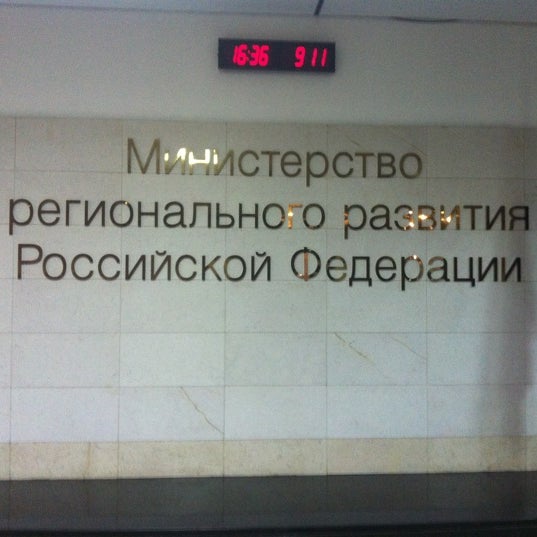 16:36 9 11
Министерство
регионального развития
Российской Федерации